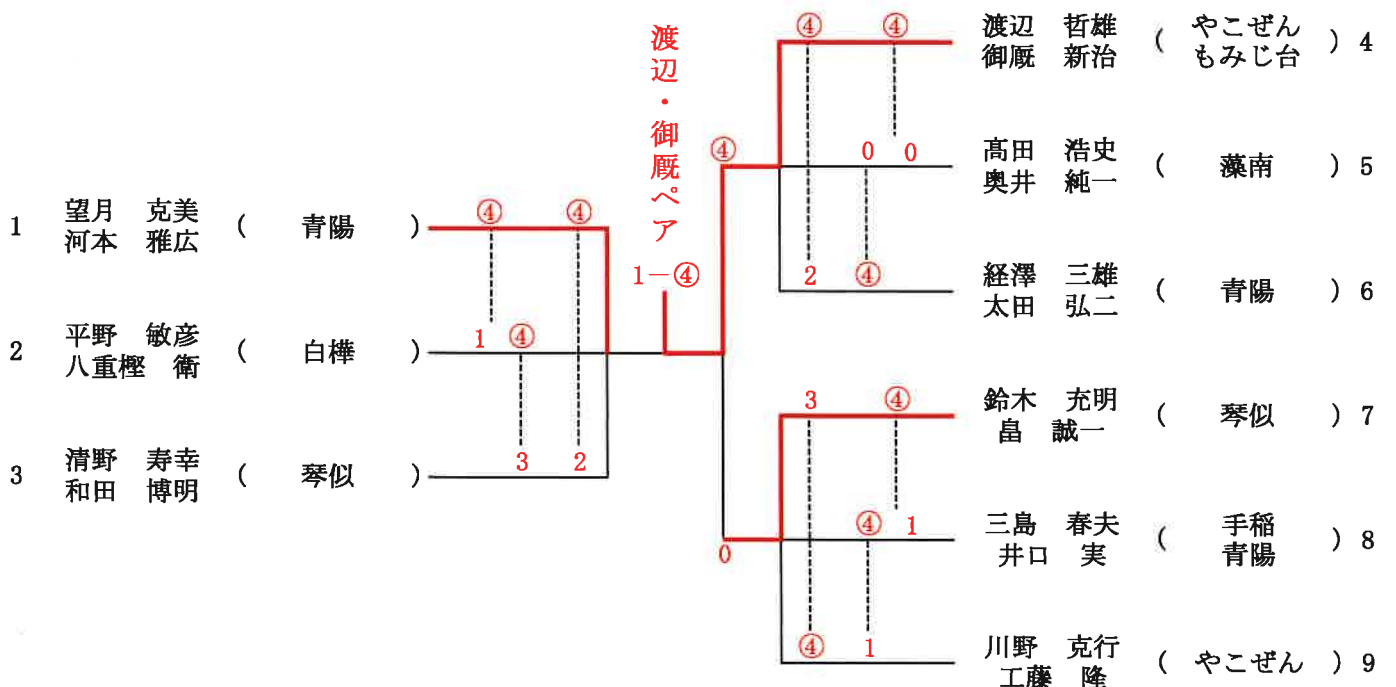 渡辺・御厩ペア
1－④
1 望月 克美 河本 雅広 ( 青陽 )
④ ④
2 平野 敏彦 八重樫 衛 ( 白樺 )
1 ④
3 清野 寿幸 和田 博明 ( 琴似 )
3 2
④
0
④ ④
渡辺 哲雄 御厩 新治 ( やこぜん もみじ台 ) 4
0 0
髙田 浩史 奥井 純一 ( 藻南 ) 5
2 ④
経澤 三雄 太田 弘二 ( 青陽 ) 6
3 ④
鈴木 充明 畠 誠一 ( 琴似 ) 7
④ 1
三島 春夫 井口 実 ( 手稲 青陽 ) 8
④ 1
川野 克行 工藤 隆 ( やこぜん ) 9